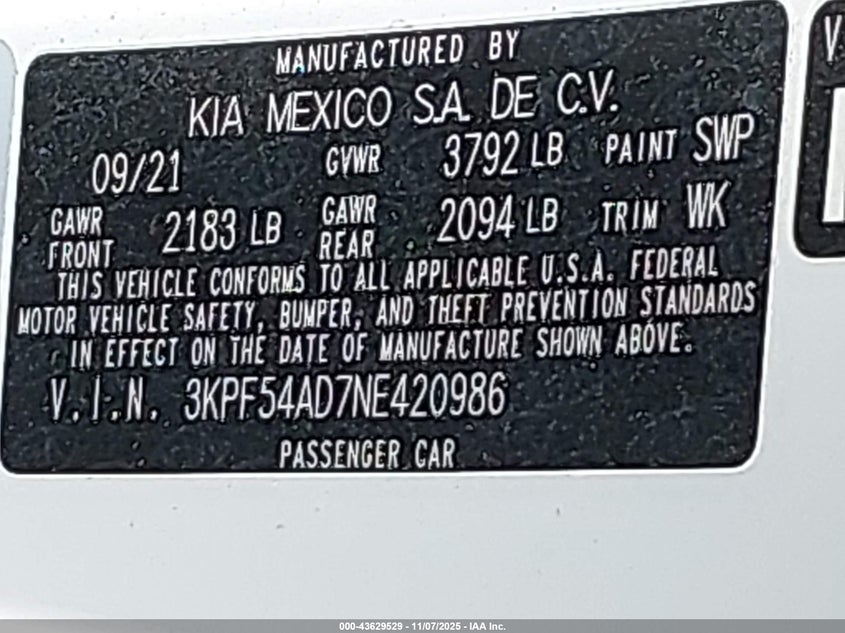 MANUFACTURED BY
KIA MEXICO S.A. DE C.V.
09/21 GVWR 3792 LB PAINT SWP
GAWR FRONT 2183 LB GAWR REAR 2094 LB TRIM WK
THIS VEHICLE CONFORMS TO ALL APPLICABLE U.S.A. FEDERAL
MOTOR VEHICLE SAFETY, BUMPER, AND THEFT PREVENTION STANDARDS
IN EFFECT ON THE DATE OF MANUFACTURE SHOWN ABOVE.
V.I.N. 3KPF54AD7NE420986
PASSENGER CAR
000-43629529 - 11/07/2025 - IAA Inc.